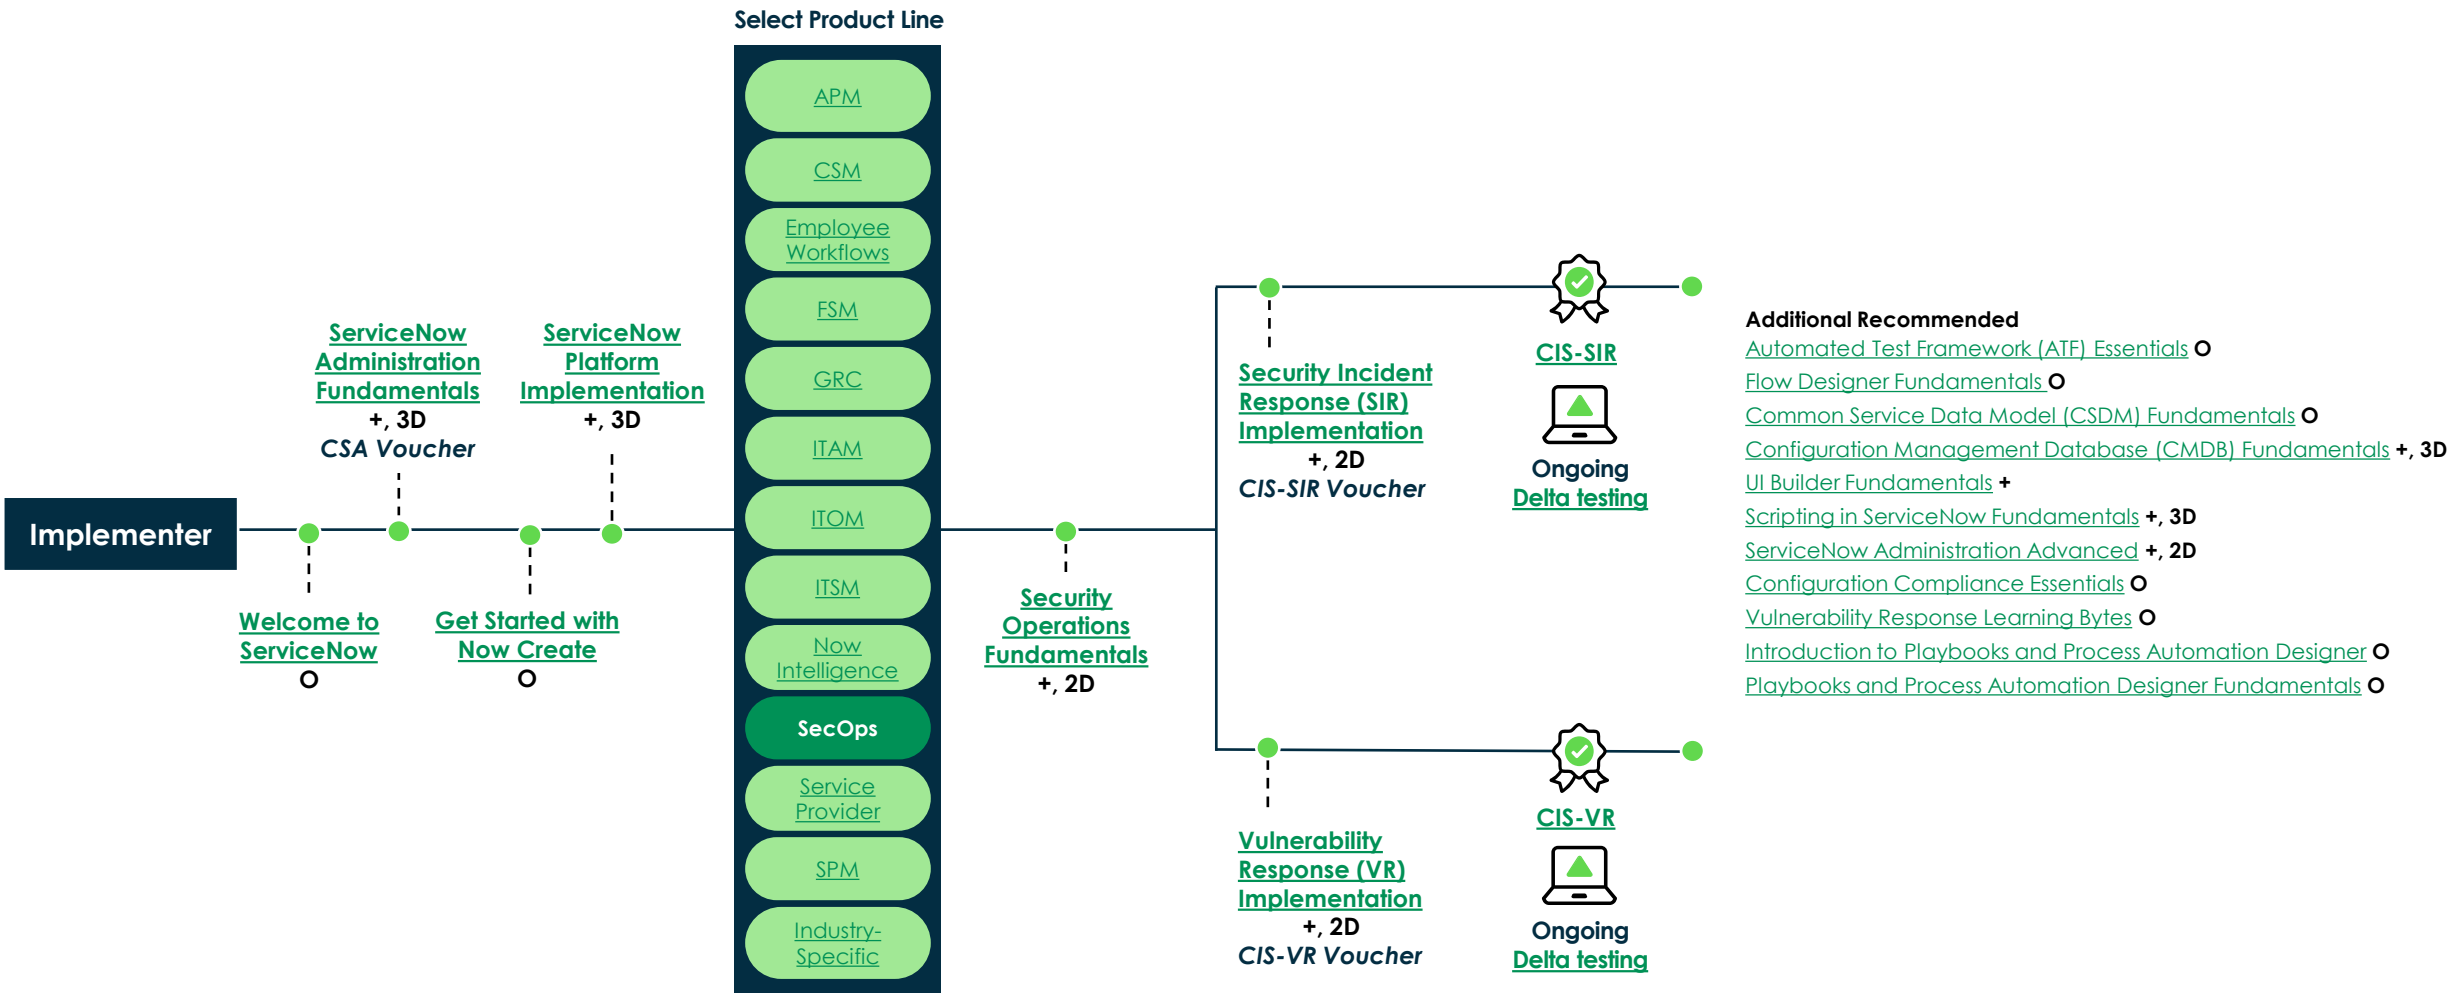 Select Product Line
APM
CSM
Employee
Workflows
FSM
GRC
ITAM
ITOM
ITSM
Now
Intelligence
SecOps
Service
Provider
SPM
Industry-
Specific
Implementer
Welcome to
ServiceNow
O
ServiceNow
Administration
Fundamentals
+, 3D
CSA Voucher
Get Started with
Now Create
O
ServiceNow
Platform
Implementation
+, 3D
Security
Operations
Fundamentals
+, 2D
Security Incident
Response (SIR)
Implementation
+, 2D
CIS-SIR Voucher
CIS-SIR
Ongoing
Delta testing
Vulnerability
Response (VR)
Implementation
+, 2D
CIS-VR Voucher
CIS-VR
Ongoing
Delta testing
Additional Recommended
Automated Test Framework (ATF) Essentials O
Flow Designer Fundamentals O
Common Service Data Model (CSDM) Fundamentals O
Configuration Management Database (CMDB) Fundamentals +, 3D
UI Builder Fundamentals +
Scripting in ServiceNow Fundamentals +, 3D
ServiceNow Administration Advanced +, 2D
Configuration Compliance Essentials O
Vulnerability Response Learning Bytes O
Introduction to Playbooks and Process Automation Designer O
Playbooks and Process Automation Designer Fundamentals O